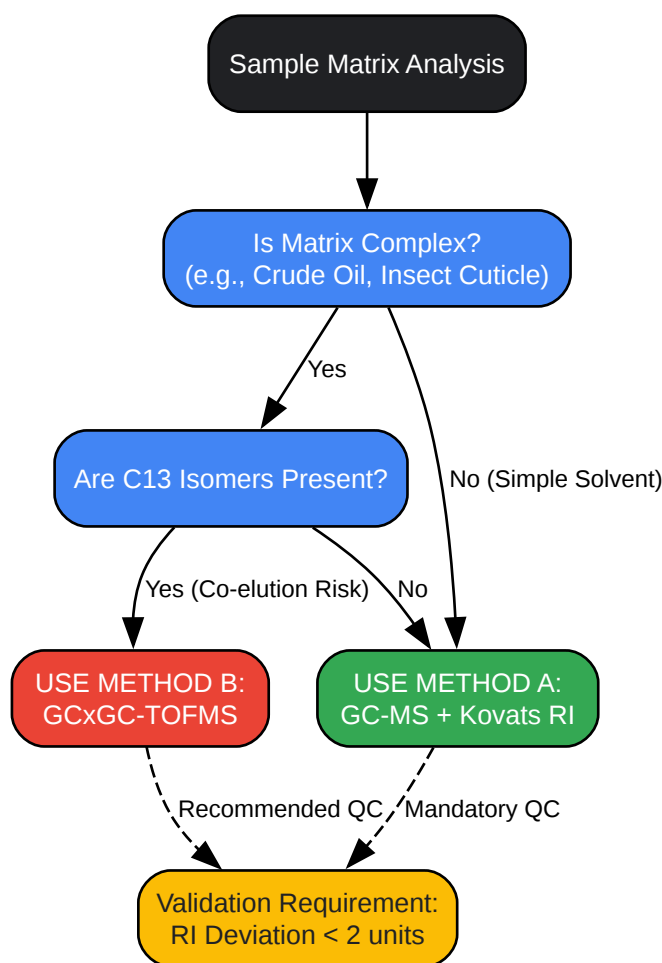 Sample Matrix Analysis
Is Matrix Complex?
(e.g., Crude Oil, Insect Cuticle)
Yes
Are C13 Isomers Present?
No (Simple Solvent)
Yes (Co-elution Risk)
No
USE METHOD B:
GCxGC-TOFMS
USE METHOD A:
GC-MS + Kovats RI
Recommended QC
Mandatory QC
Validation Requirement:
RI Deviation < 2 units